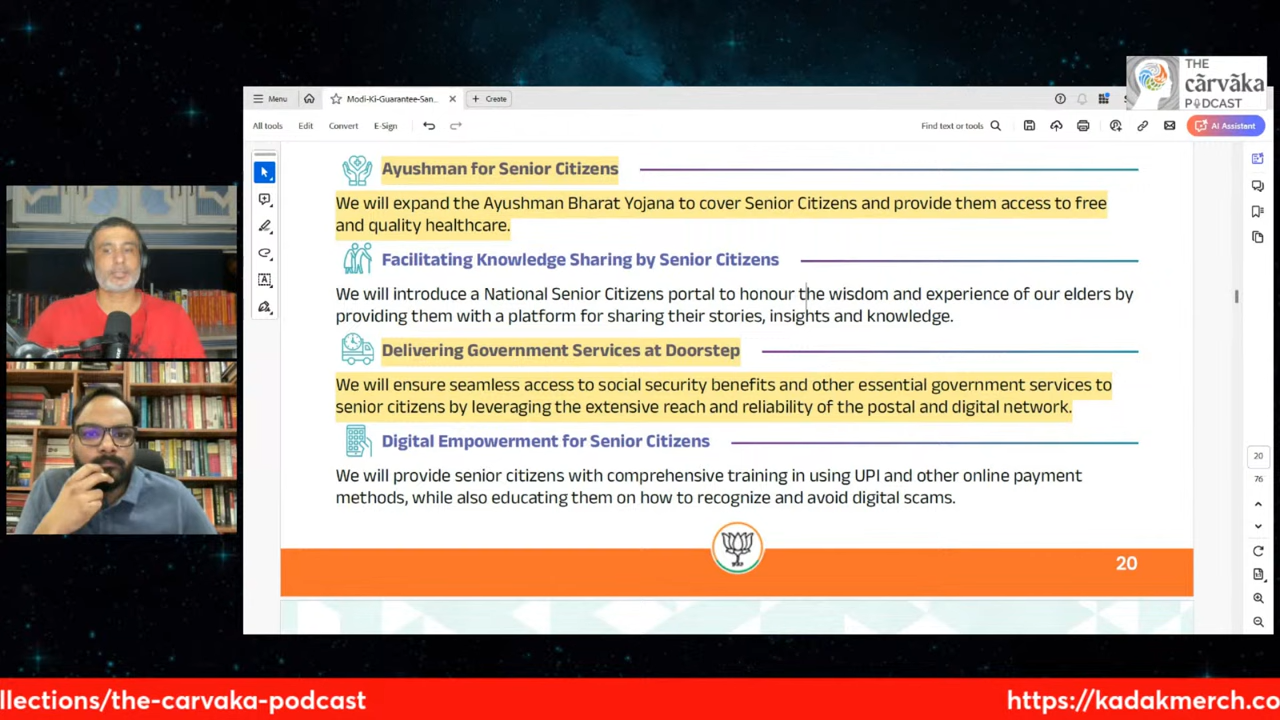 THE
cārvāka
PODCAST
Menu
Modi-Ki-Guarantee-San...
Create
All tools
Edit
Convert
E-Sign
Find text or tools
AI Assistant
Ayushman for Senior Citizens
We will expand the Ayushman Bharat Yojana to cover Senior Citizens and provide them access to free
and quality healthcare.
Facilitating Knowledge Sharing by Senior Citizens
We will introduce a National Senior Citizens portal to honour the wisdom and experience of our elders by
providing them with a platform for sharing their stories, insights and knowledge.
Delivering Government Services at Doorstep
We will ensure seamless access to social security benefits and other essential government services to
senior citizens by leveraging the extensive reach and reliability of the postal and digital network.
Digital Empowerment for Senior Citizens
We will provide senior citizens with comprehensive training in using UPI and other online payment
methods, while also educating them on how to recognize and avoid digital scams.
20
20
76
llections/the-carvaka-podcast
https://kadakmerch.co